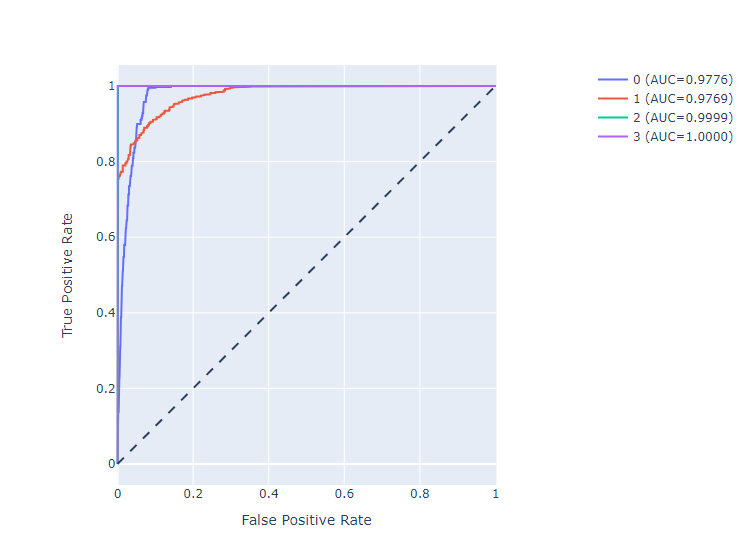 0 (AUC=0.9776)
1 (AUC=0.9769)
2 (AUC=0.9999)
3 (AUC=1.0000)
True Positive Rate
1
0.8
0.6
0.4
0.2
0
0 0.2 0.4 0.6 0.8 1
False Positive Rate